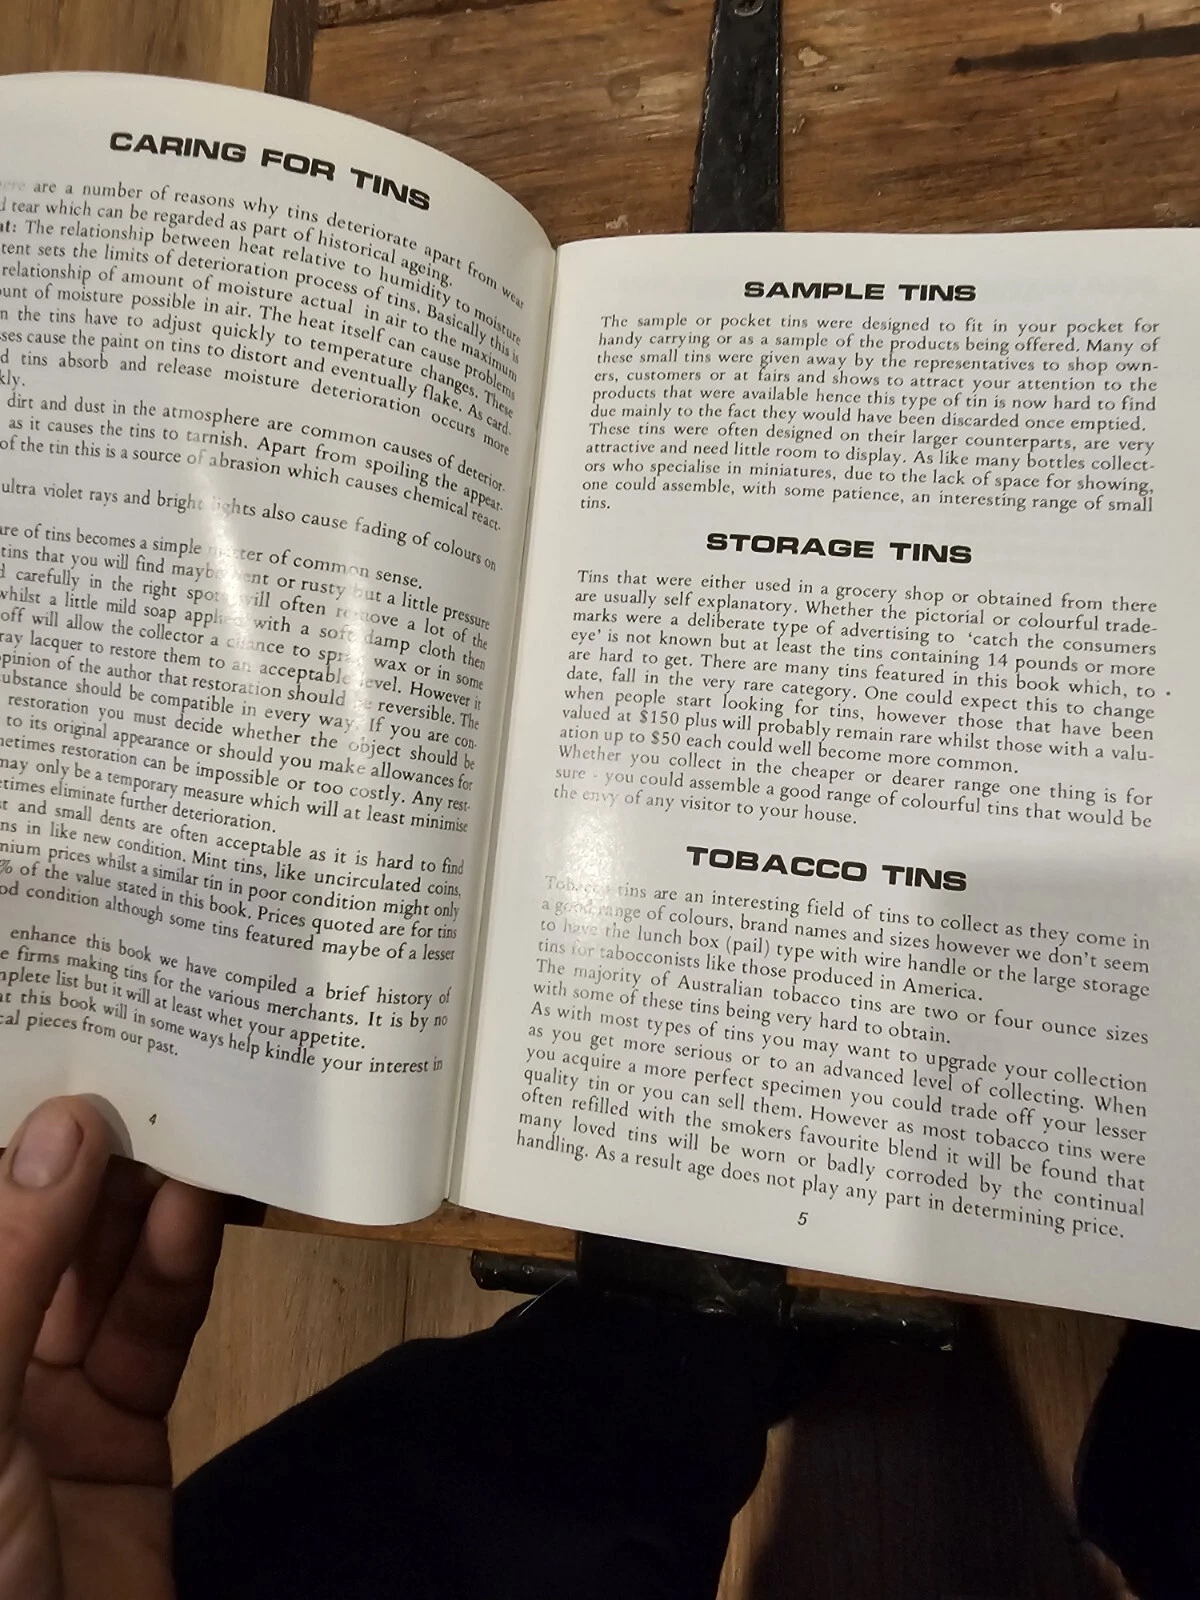 CARING FOR TINS
are a number of reasons why tins deteriorate apart from wear
tear which can be regarded as part of historical ageing.
The relationship between heat relative to humidity to moisture
sets the limits of deterioration process of tins. Basically this is
relationship of amount of moisture actual in air to the maximum
of moisture possible in air. The heat itself can cause problems
the tins have to adjust quickly to temperature changes. These
cause the paint on tins to distort and eventually flake. As card-
tins absorb and release moisture deterioration occurs more
dirt and dust in the atmosphere are common causes of deterior-
as it causes the tins to tarnish. Apart from spoiling the appear-
of the tin this is a source of abrasion which causes chemical react-
ultra violet rays and bright lights also cause fading of colours on
of tins becomes a simple matter of common sense.
tins that you will find maybe bent or rusty but a little pressure
carefully in the right spots will often remove a lot of the
whilst a little mild soap applied with a soft damp cloth then
off will allow the collector a chance to spray wax or in some
lacquer to restore them to an acceptable level. However it
opinion of the author that restoration should be reversible. The
substance should be compatible in every way. If you are con-
restoration you must decide whether the object should be
to its original appearance or should you make allowances for
restoration can be impossible or too costly. Any rest-
may only be a temporary measure which will at least minimise
eliminate further deterioration.
and small dents are often acceptable as it is hard to find
in like new condition. Mint tins, like uncirculated coins,
prices whilst a similar tin in poor condition might only
% of the value stated in this book. Prices quoted are for tins
condition although some tins featured maybe of a lesser
enhance this book we have compiled a brief history of
firms making tins for the various merchants. It is by no
list but it will at least whet your appetite.
this book will in some ways help kindle your interest in
pieces from our past.
4
SAMPLE TINS
The sample or pocket tins were designed to fit in your pocket for
handy carrying or as a sample of the products being offered. Many of
these small tins were given away by the representatives to shop own-
ers, customers or at fairs and shows to attract your attention to the
products that were available hence this type of tin is now hard to find
due mainly to the fact they would have been discarded once emptied.
These tins were often designed on their larger counterparts, are very
attractive and need little room to display. As like many bottles collect-
ors who specialise in miniatures, due to the lack of space for showing,
one could assemble, with some patience, an interesting range of small
tins.
STORAGE TINS
Tins that were either used in a grocery shop or obtained from there
are usually self explanatory. Whether the pictorial or colourful trade-
marks were a deliberate type of advertising to ‘catch the consumers
eye’ is not known but at least the tins containing 14 pounds or more
are hard to get. There are many tins featured in this book which, to
date, fall in the very rare category. One could expect this to change
when people start looking for tins, however those that have been
valued at $150 plus will probably remain rare whilst those with a valu-
ation up to $50 each could well become more common.
Whether you collect in the cheaper or dearer range one thing is for
sure - you could assemble a good range of colourful tins that would be
the envy of any visitor to your house.
TOBACCO TINS
Tobacco tins are an interesting field of tins to collect as they come in
a good range of colours, brand names and sizes however we don’t seem
to have the lunch box (pail) type with wire handle or the large storage
tins for tabocconists like those produced in America.
The majority of Australian tobacco tins are two or four ounce sizes
with some of these tins being very hard to obtain.
As with most types of tins you may want to upgrade your collection
as you get more serious or to an advanced level of collecting. When
you acquire a more perfect specimen you could trade off your lesser
quality tin or you can sell them. However as most tobacco tins were
often refilled with the smokers favourite blend it will be found that
many loved tins will be worn or badly corroded by the continual
handling. As a result age does not play any part in determining price.
5